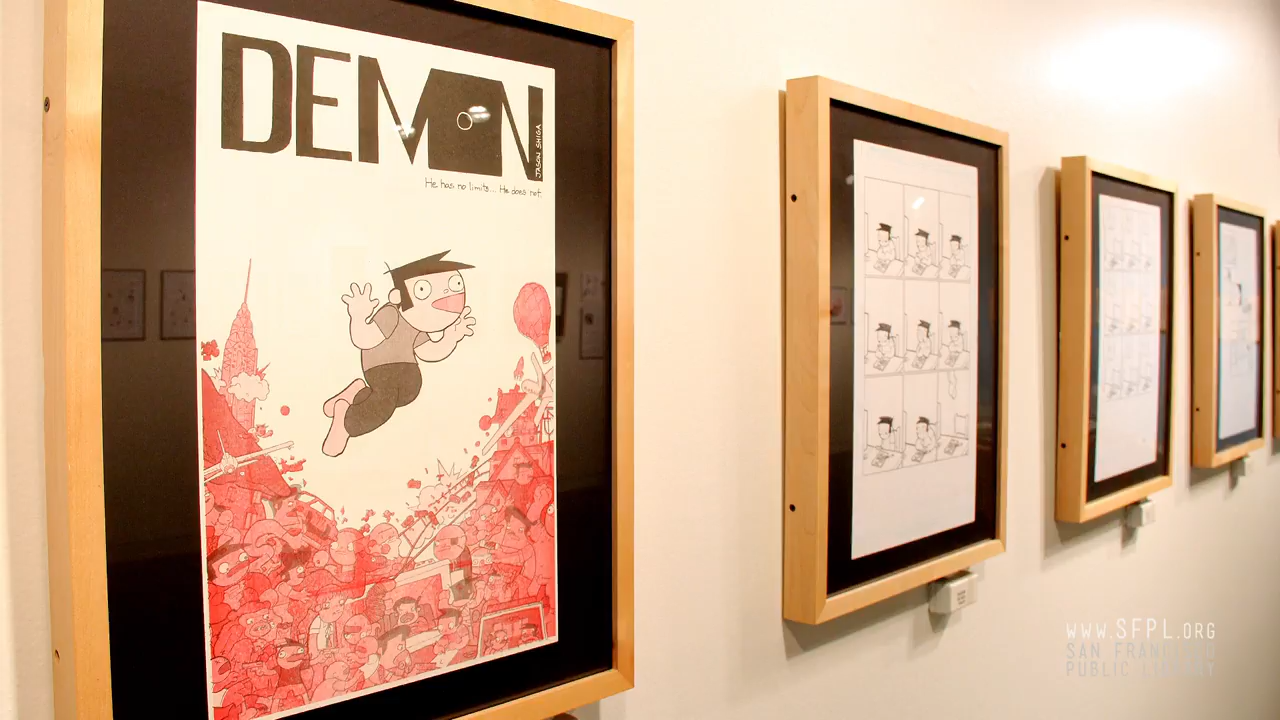 DEMON
JASON SHIGA
He has no limits... He does not.
WWW.SFPL.ORG
SAN FRANCISCO
PUBLIC LIBRARY